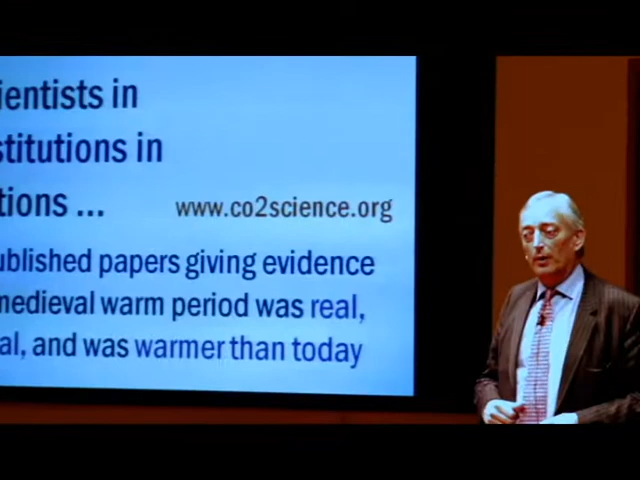 ientists in
stitutions in
tions ...
www.co2science.org
ublished papers giving evidence
medieval warm period was real,
al, and was warmer than today